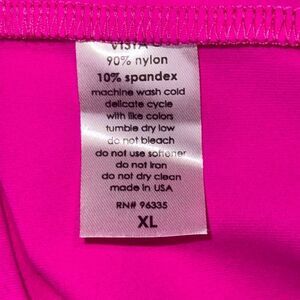 90% nylon
10% spandex
machine wash cold
delicate cycle
with like colors
tumble dry low
do not bleach
do not use softener
do not iron
do not dry clean
made in USA
RN# 96335
XL